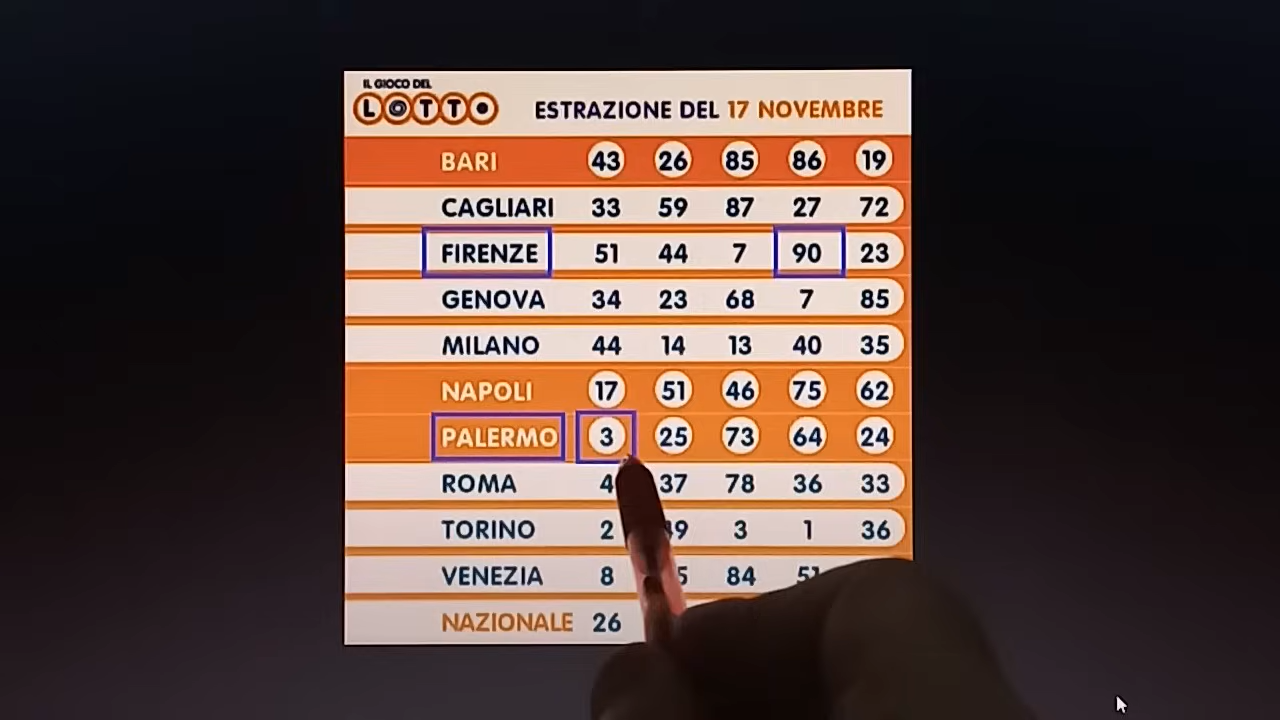 IL GIOCO DEL
LOTTO ESTRAZIONE DEL 17 NOVEMBRE
BARI 43 26 85 86 19
CAGLIARI 33 59 87 27 72
FIRENZE 51 44 7 90 23
GENOVA 34 23 68 7 85
MILANO 44 14 13 40 35
NAPOLI 17 51 46 75 62
PALERMO 3 25 73 64 24
ROMA 37 78 36 33
TORINO 2 3 1 36
VENEZIA 8 84
NAZIONALE 26